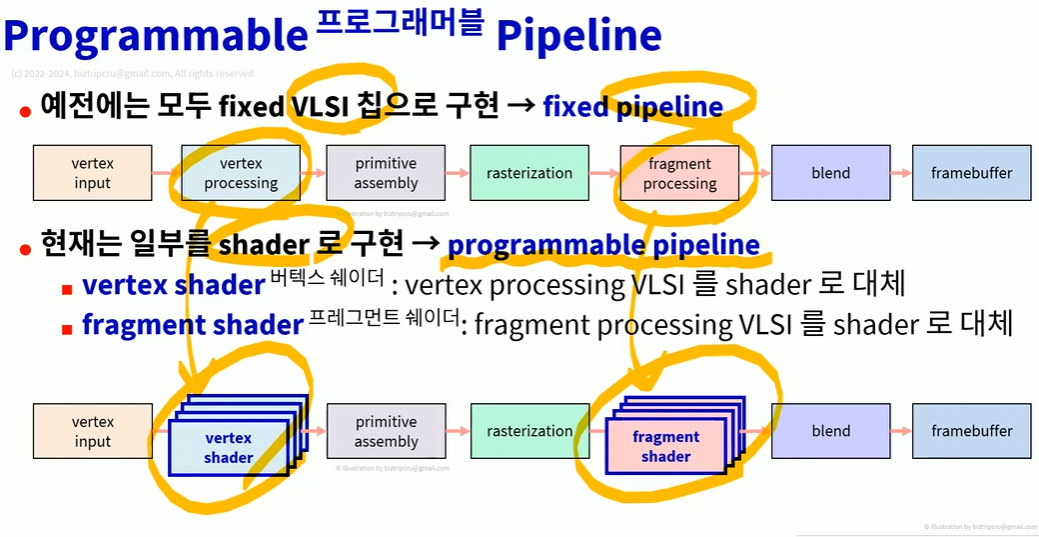 Programmable 프로그래머블 Pipeline
(c) 2022-2024, biztripcru@gmail.com, All rights reserved.
• 예전에는 모두 fixed VLSI 칩으로 구현 → fixed pipeline
vertex input
vertex processing
primitive assembly
rasterization
fragment processing
blend
framebuffer
© Illustration by biztripcru@gmail.com
• 현재는 일부를 shader 로 구현 → programmable pipeline
▪ vertex shader 버텍스 쉐이더 : vertex processing VLSI 를 shader 로 대체
▪ fragment shader 프레그먼트 쉐이더: fragment processing VLSI 를 shader 로 대체
vertex input
vertex shader
primitive assembly
rasterization
fragment shader
blend
framebuffer
© Illustration by biztripcru@gmail.com
© Illustration by biztripcru@gmail.com